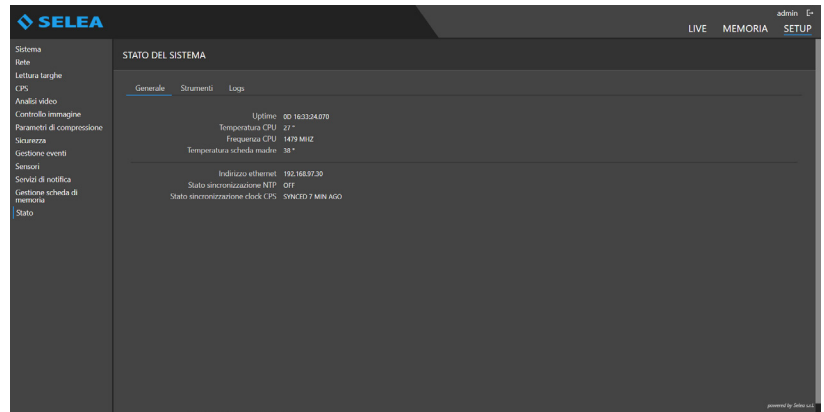 SELEA
admin
LIVE MEMORIA SETUP
Sistema
Rete
Lettura targhe
CPS
Analisi video
Controllo immagine
Parametri di compressione
Sicurezza
Gestione eventi
Sensori
Servizi di notifica
Gestione scheda di
memoria
Stato
STATO DEL SISTEMA
Generale Strumenti Logs
Uptime 0D 16:33:24,070
Temperatura CPU 27 °
Frequenza CPU 1479 MHZ
Temperatura scheda madre 38 °
Indirizzo ethernet 192.168.97.30
Stato sincronizzazione NTP OFF
Stato sincronizzazione clock CPS SYNCED 7 MIN AGO
powered by Selea s.r.l.